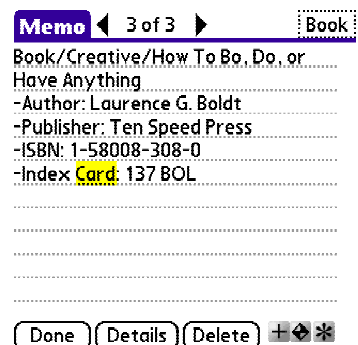 Memo 3 of 3 Book
Book/Creative/How To Be, Do, or
Have Anything
-Author: Laurence G. Boldt
-Publisher: Ten Speed Press
-ISBN: 1-58008-308-0
-Index Card: 137 BOL
Done Details Delete